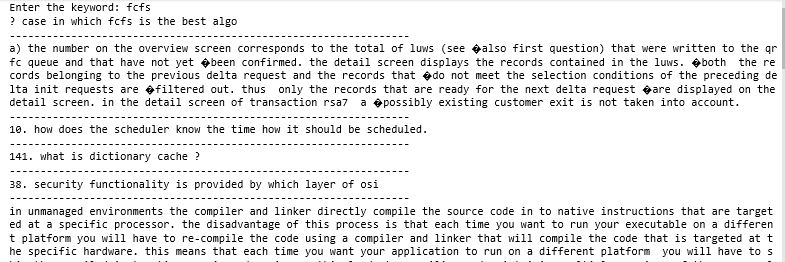 Enter the keyword: fcfs
? case in which fcfs is the best algo
------------------------------------------------------------
a) the number on the overview screen corresponds to the total of luws (see �also first question) that were written to the qr
fc queue and that have not yet �been confirmed. the detail screen displays the records contained in the luws. �both  the re
cords belonging to the previous delta request and the records that �do not meet the selection conditions of the preceding de
lta init requests are �filtered out. thus  only the records that are ready for the next delta request �are displayed on the
detail screen. in the detail screen of transaction rsa7  a �possibly existing customer exit is not taken into account.
------------------------------------------------------------
10. how does the scheduler know the time how it should be scheduled.
------------------------------------------------------------
141. what is dictionary cache ?
------------------------------------------------------------
38. security functionality is provided by which layer of osi
------------------------------------------------------------
in unmanaged environments the compiler and linker directly compile the source code in to native instructions that are target
ed at a specific processor. the disadvantage of this process is that each time you want to run your executable on a differen
t platform you will have to re-compile the code using a compiler and linker that will compile the code that is targeted at t
he specific hardware. this means that each time you want your application to run on a different platform  you will have to s